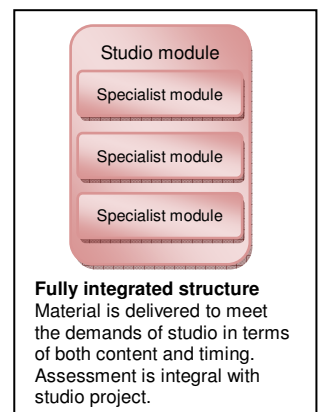 Studio module
Specialist module
Specialist module
Specialist module
Fully integrated structure
Material is delivered to meet
the demands of studio in terms
of both content and timing.
Assessment is integral with
studio project.